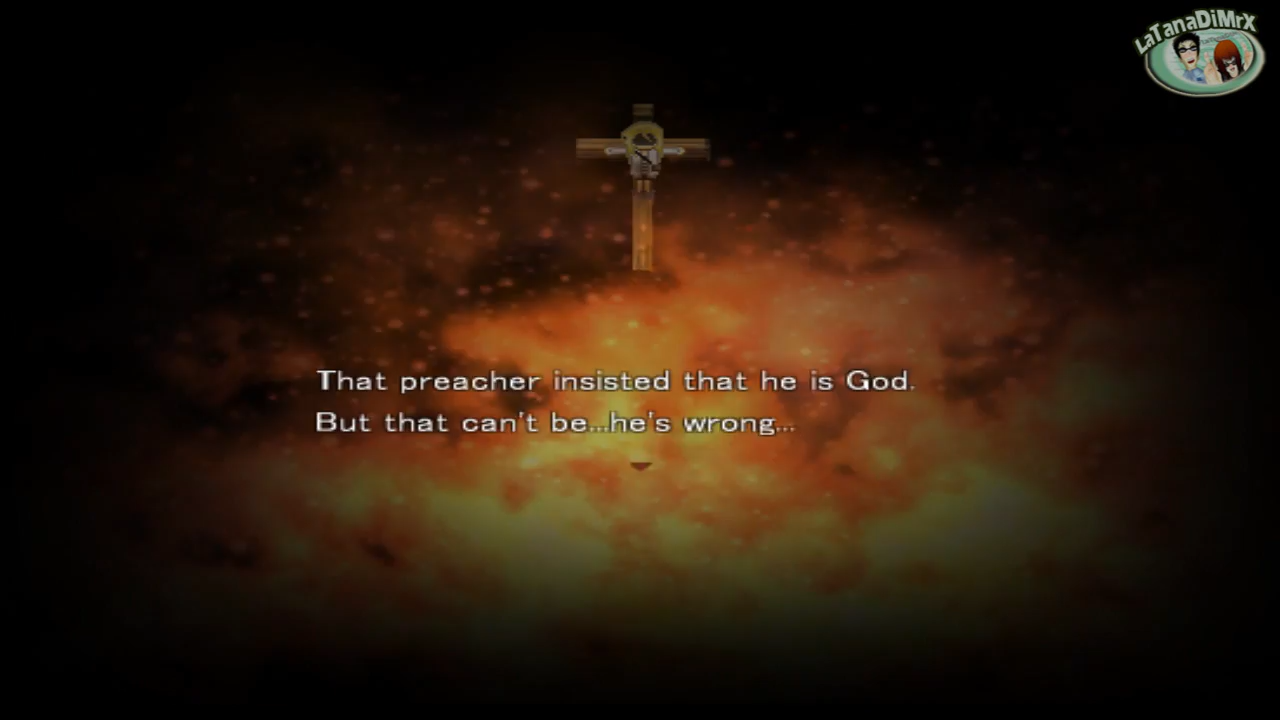 LaTanaDiMrX
That preacher insisted that he is God.
But that can't be...he's wrong...